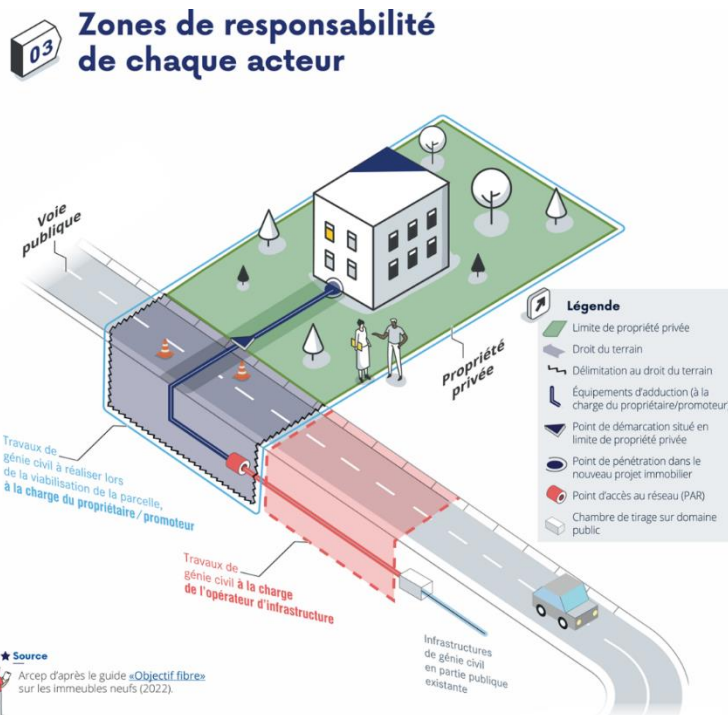 03
Zones de responsabilité
de chaque acteur
Voie
publique
Propriété
privée
Légende
Limite de propriété privée
Droit du terrain
Délimitation au droit du terrain
Équipements d'adduction (à la
charge du propriétaire/promoteur
Point de démarcation situé en
limite de propriété privée
Point de pénétration dans le
nouveau projet immobilier
Point d'accès au réseau (PAR)
Chambre de tirage sur domaine
public
Travaux de
génie civil à réaliser lors
de la viabilisation de la parcelle,
à la charge du propriétaire/promoteur
Travaux de
génie civil à la charge
de l'opérateur d'infrastructure
Infrastructures
de génie civil
en partie publique
existante
Source
Arcep d'après le guide «Objectif fibre»
sur les immeubles neufs (2022).